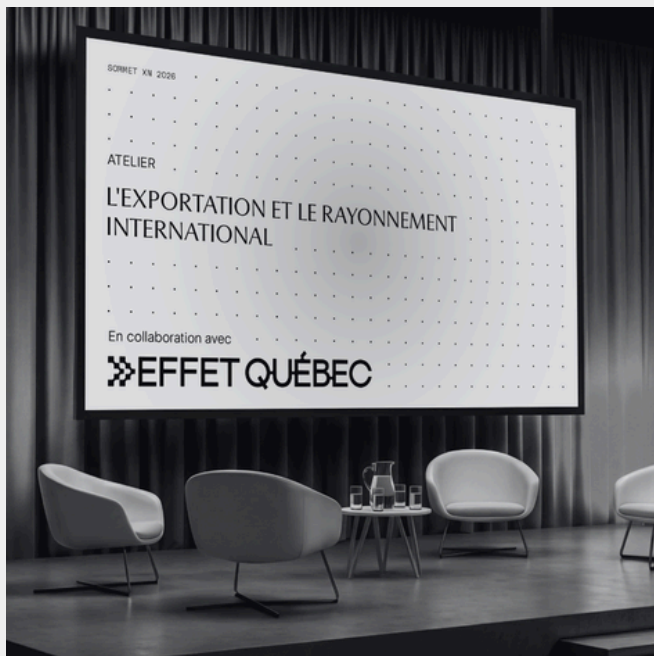 SOMMET XN 2026
ATELIER
L'EXPORTATION ET LE RAYONNEMENT
INTERNATIONAL
En collaboration avec
EFFET QUÉBEC